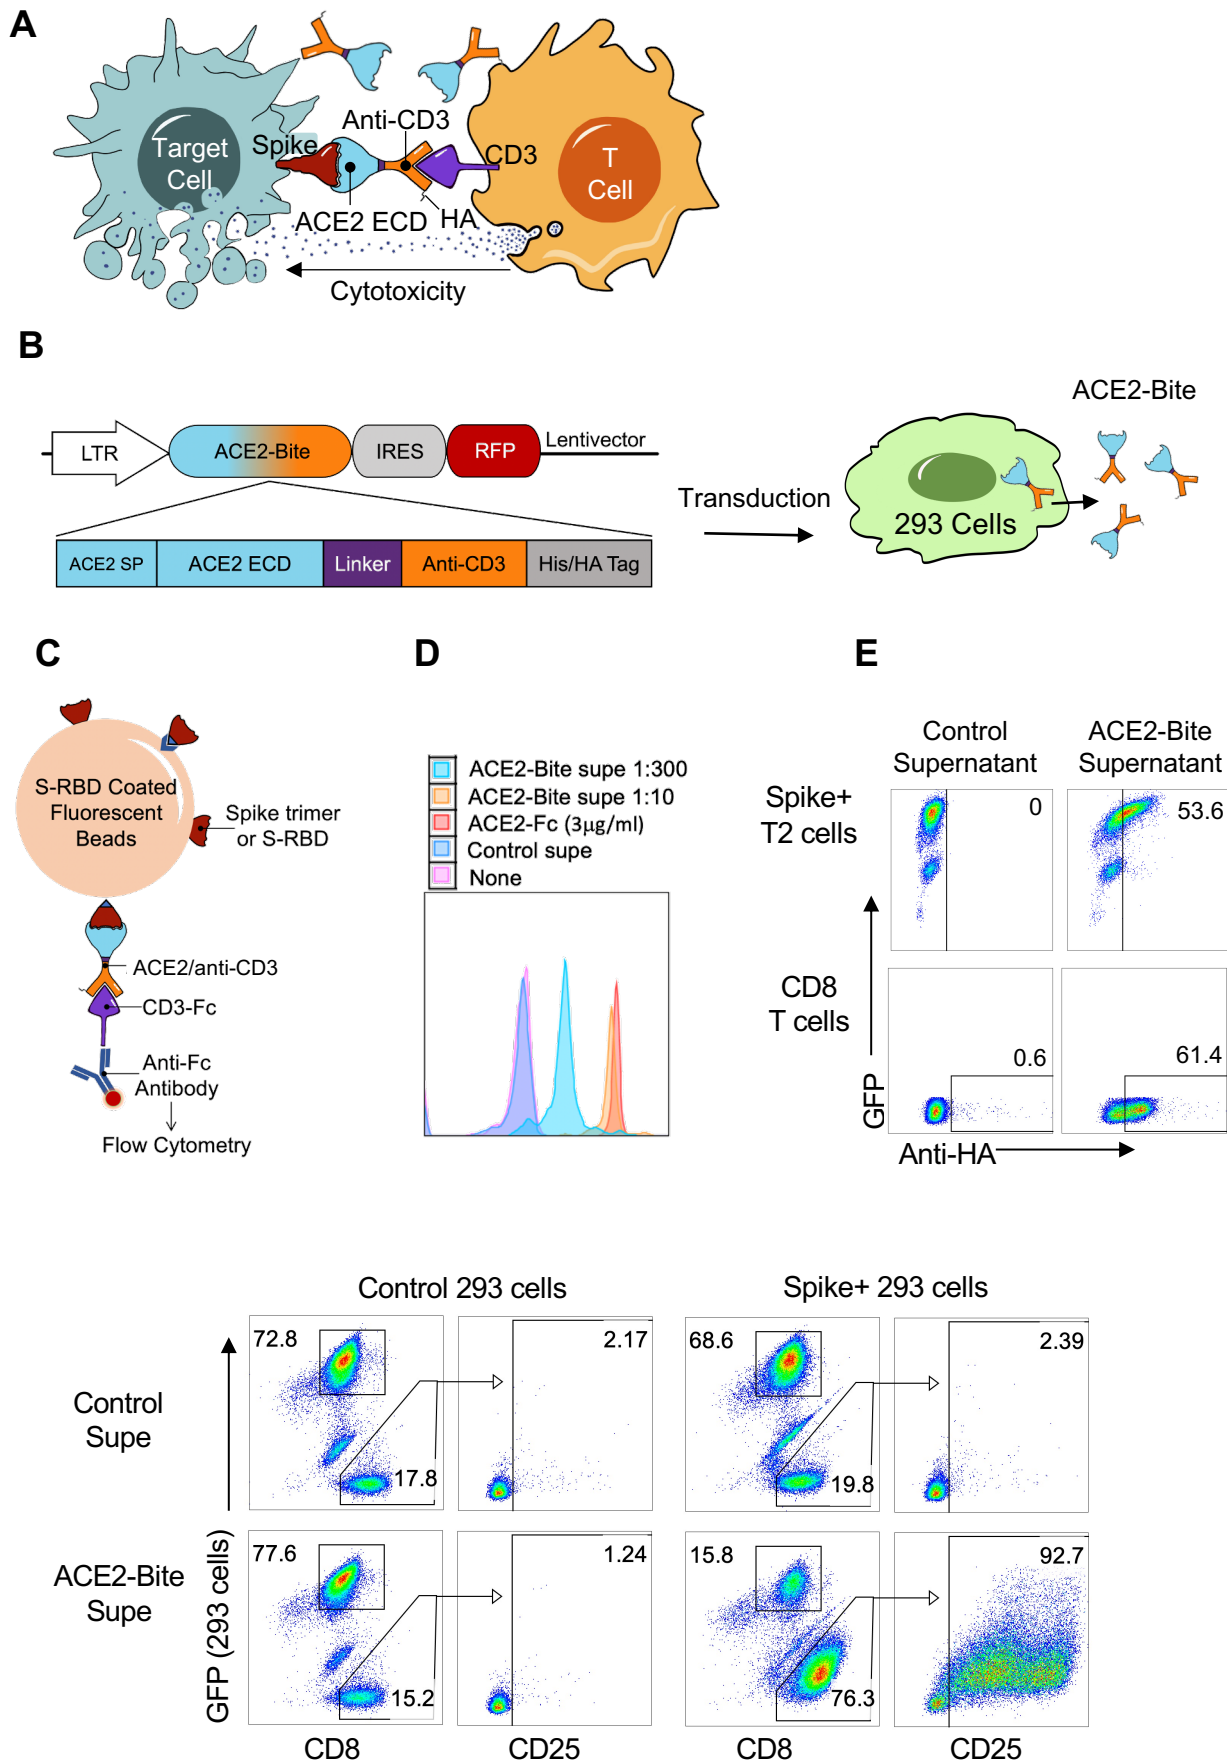 A
Target
Cell
Spike
Anti-CD3
CD3
T
Cell
ACE2 ECD
HA
Cytotoxicity
B
LTR
ACE2-Bite
IRES
RFP
Lentivector
ACE2 SP
ACE2 ECD
Linker
Anti-CD3
His/HA Tag
Transduction
293 Cells
ACE2-Bite
C
S-RBD Coated
Fluorescent
Beads
Spike trimer
or S-RBD
ACE2/anti-CD3
CD3-Fc
Anti-Fc
Antibody
Flow Cytometry
D
ACE2-Bite supe 1:300
ACE2-Bite supe 1:10
ACE2-Fc (3µg/ml)
Control supe
None
E
Control
Supernatant
ACE2-Bite
Supernatant
Spike+
T2 cells
0
53.6
CD8
T cells
0.6
61.4
GFP
Anti-HA
Control 293 cells
Spike+ 293 cells
Control
Supe
72.8
17.8
2.17
68.6
19.8
2.39
ACE2-Bite
Supe
77.6
15.2
1.24
15.8
76.3
92.7
GFP (293 cells)
CD8
CD25
CD8
CD25